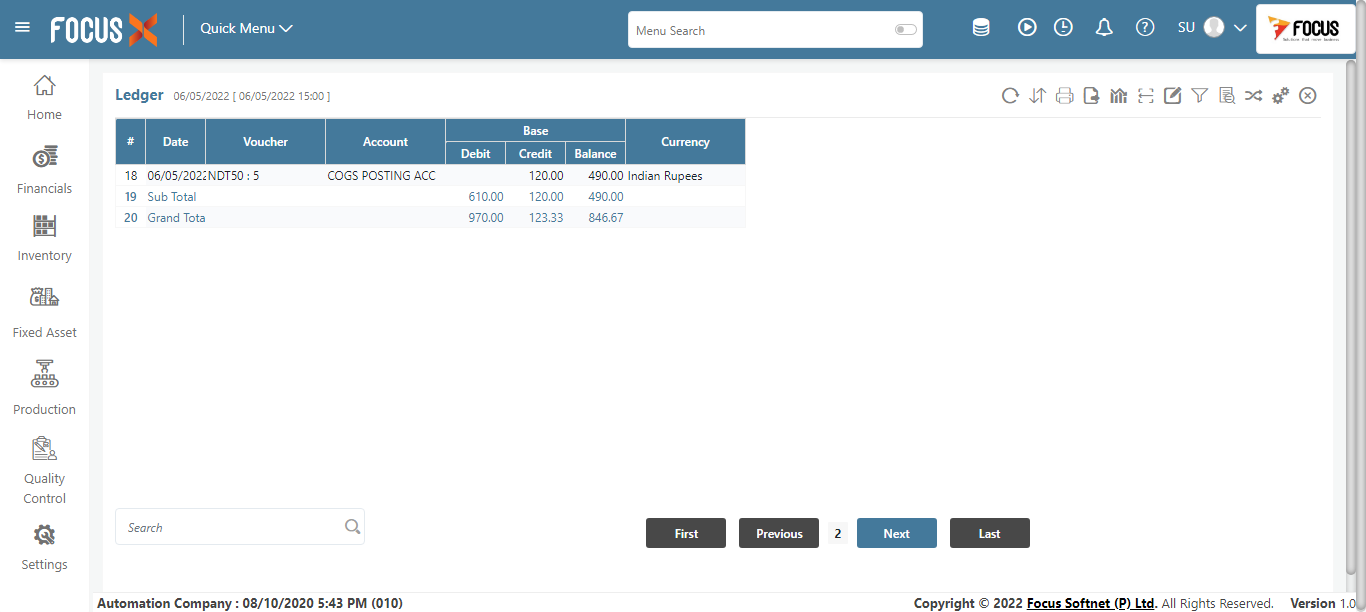 FOCUS X Quick Menu Menu Search SU FOCUS
Ledger 06/05/2022 [ 06/05/2022 15:00 ]
Home
Financials
Inventory
Fixed Asset
Production
Quality
Control
Settings
# Date Voucher Account Base Currency
Debit Credit Balance
18 06/05/2022 NDT50 : 5 COGS POSTING ACC 120.00 490.00 Indian Rupees
19 Sub Total 610.00 120.00 490.00
20 Grand Tota 970.00 123.33 846.67
Search First Previous 2 Next Last
Automation Company : 08/10/2020 5:43 PM (010) Copyright © 2022 Focus Softnet (P) Ltd. All Rights Reserved. Version 1.0